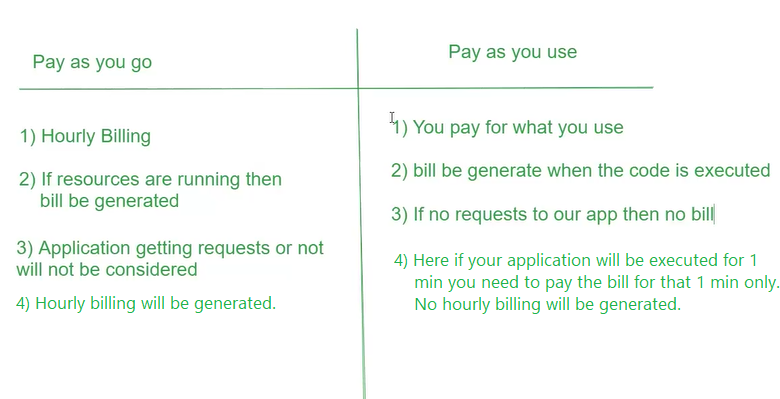 Pay as you go
1) Hourly Billing
2) If resources are running then
bill be generated
3) Application getting requests or not
will not be considered
4) Hourly billing will be generated.
Pay as you use
1) You pay for what you use
2) bill be generate when the code is executed
3) If no requests to our app then no bill
4) Here if your application will be executed for 1
min you need to pay the bill for that 1 min only.
No hourly billing will be generated.